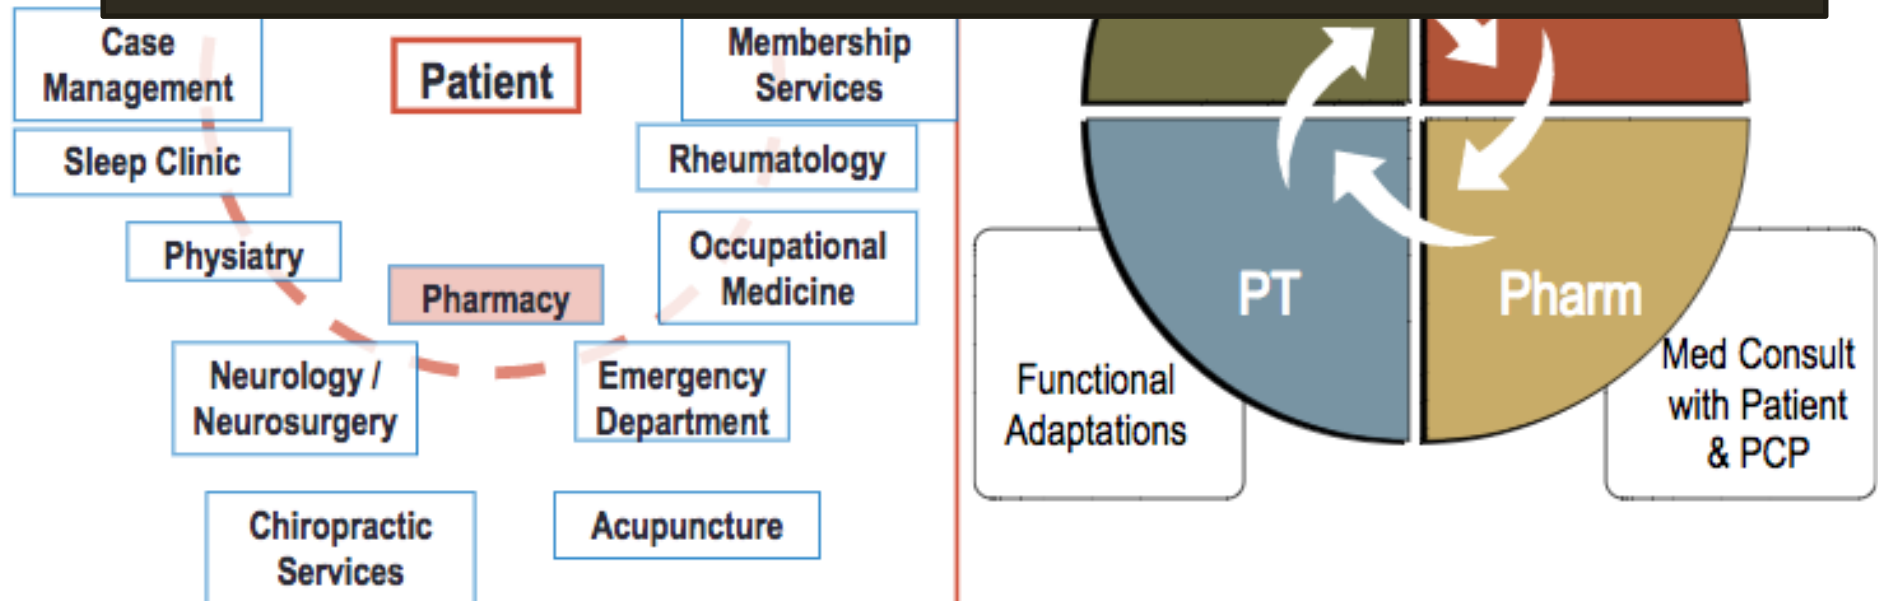 Case
Management
Patient
Membership
Services
Sleep Clinic
Rheumatology
Physiatry
Occupational
Medicine
Pharmacy
Neurology /
Neurosurgery
Emergency
Department
Chiropractic
Services
Acupuncture
PT
Pharm
Functional
Adaptations
Med Consult
with Patient
& PCP